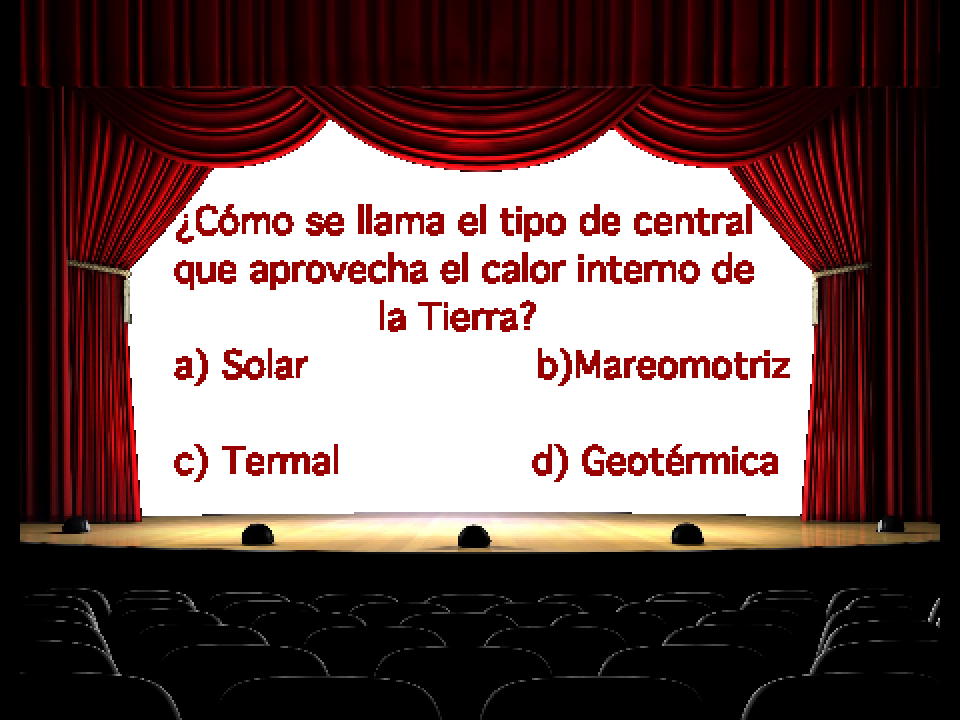 ¿Cómo se llama el tipo de central
que aprovecha el calor interno de
la Tierra?
a) Solar b)Mareomotriz
c) Termal d) Geotérmica